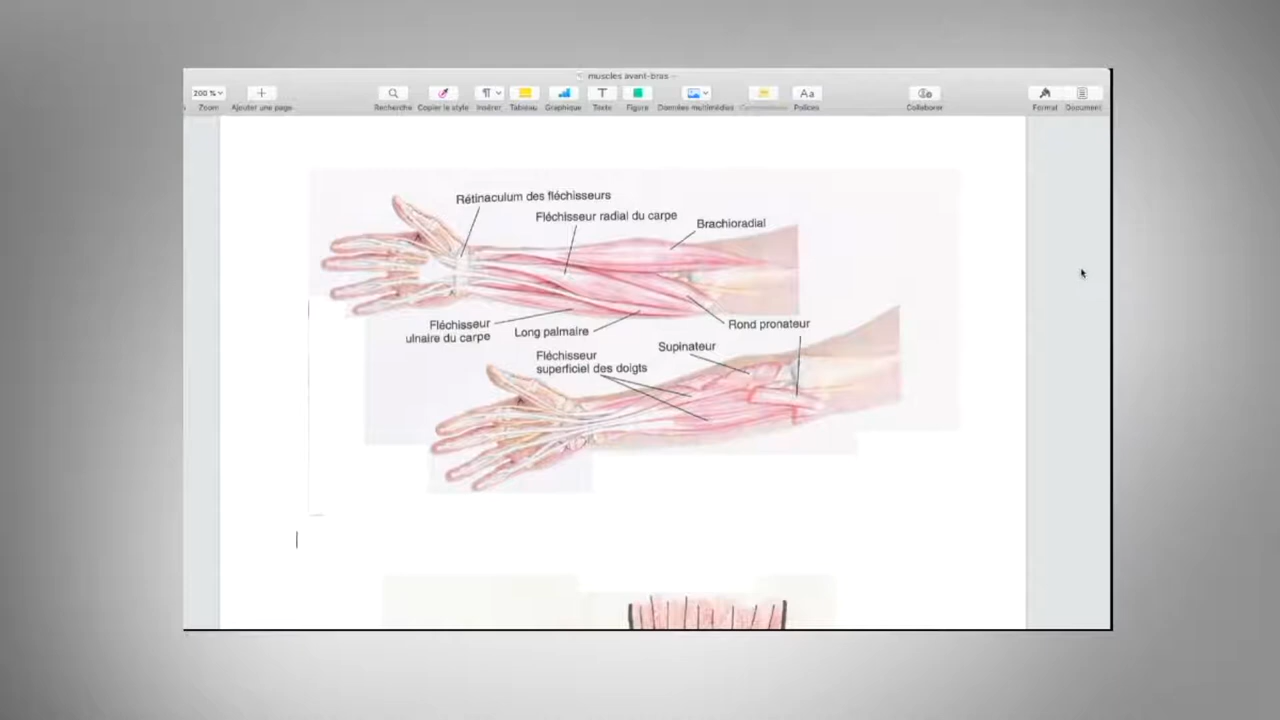 muscles avant-bras
200 %
Zoom
Ajouter une page
Recherche
Copier le style
Insérer
Tableau
Graphique
Texte
Figure
Données multimédias
Commentaire
Polices
Collaborer
Format
Document
Rétinaculum des fléchisseurs
Fléchisseur radial du carpe
Brachioradial
Fléchisseur
ulnaire du carpe
Long palmaire
Rond pronateur
Supinateur
Fléchisseur
superficiel des doigts